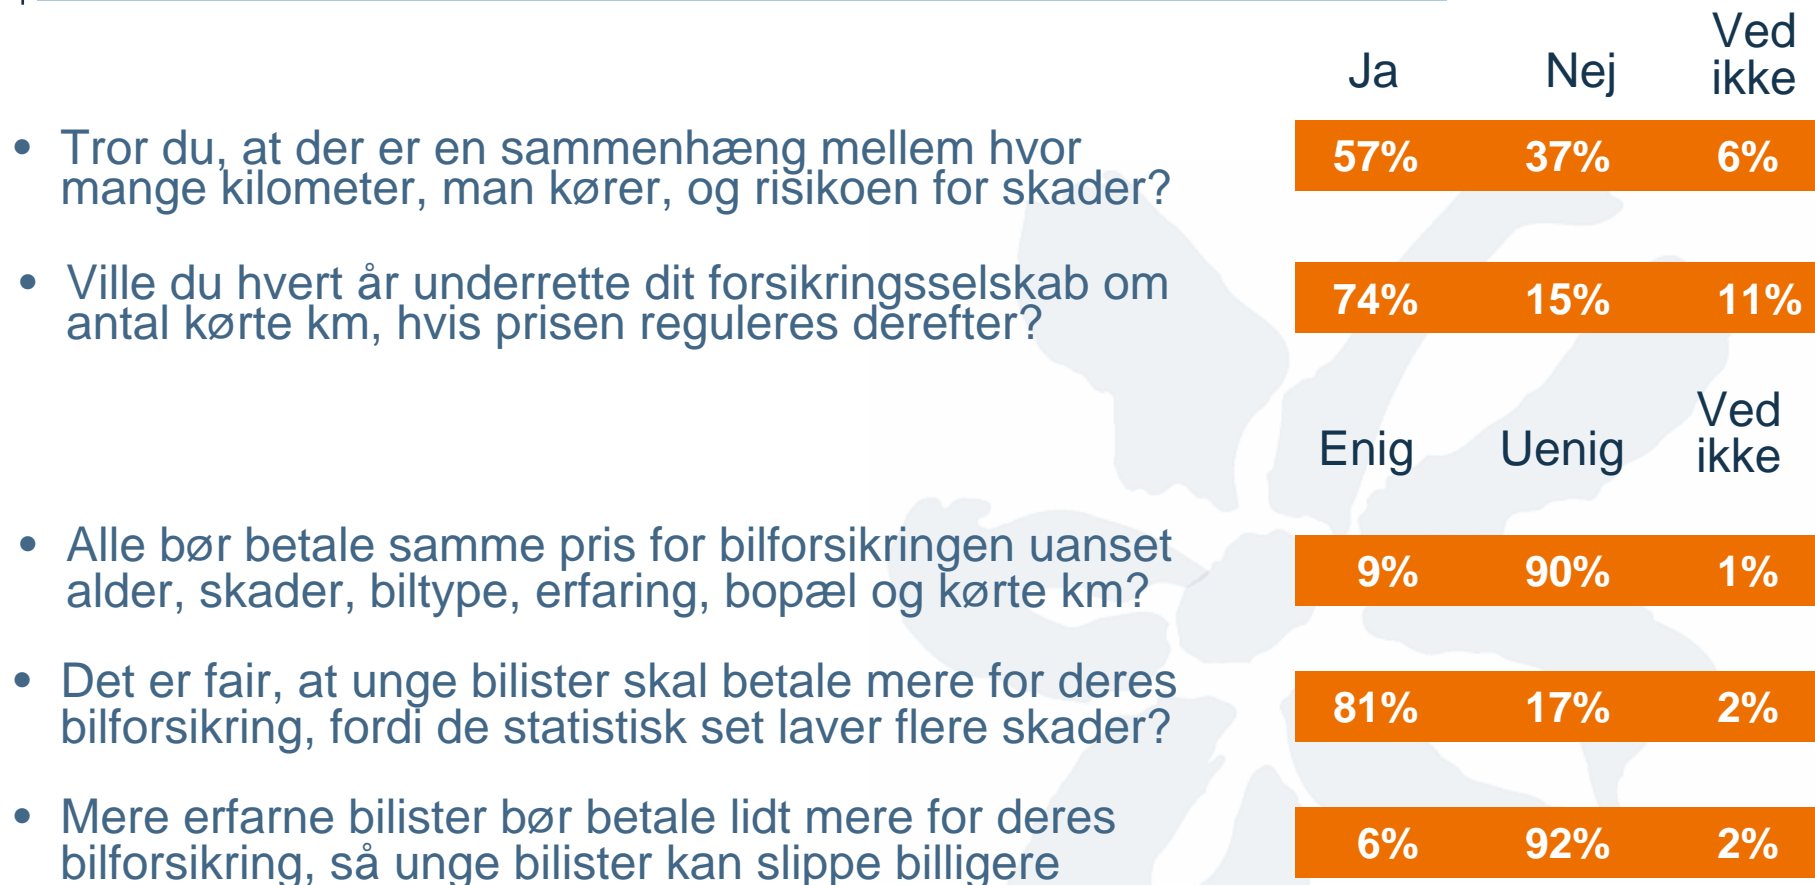 Ja Nej Ved
ikke
• Tror du, at der er en sammenhæng mellem hvor
mange kilometer, man kører, og risikoen for skader?
57% 37% 6%
• Ville du hvert år underrette dit forsikringsselskab om
antal kørte km, hvis prisen reguleres derefter?
74% 15% 11%
Enig Uenig Ved
ikke
• Alle bør betale samme pris for bilforsikringen uanset
alder, skader, biltype, erfaring, bopæl og kørte km?
9% 90% 1%
• Det er fair, at unge bilister skal betale mere for deres
bilforsikring, fordi de statistisk set laver flere skader?
81% 17% 2%
• Mere erfarne bilister bør betale lidt mere for deres
bilforsikring, så unge bilister kan slippe billigere
6% 92% 2%